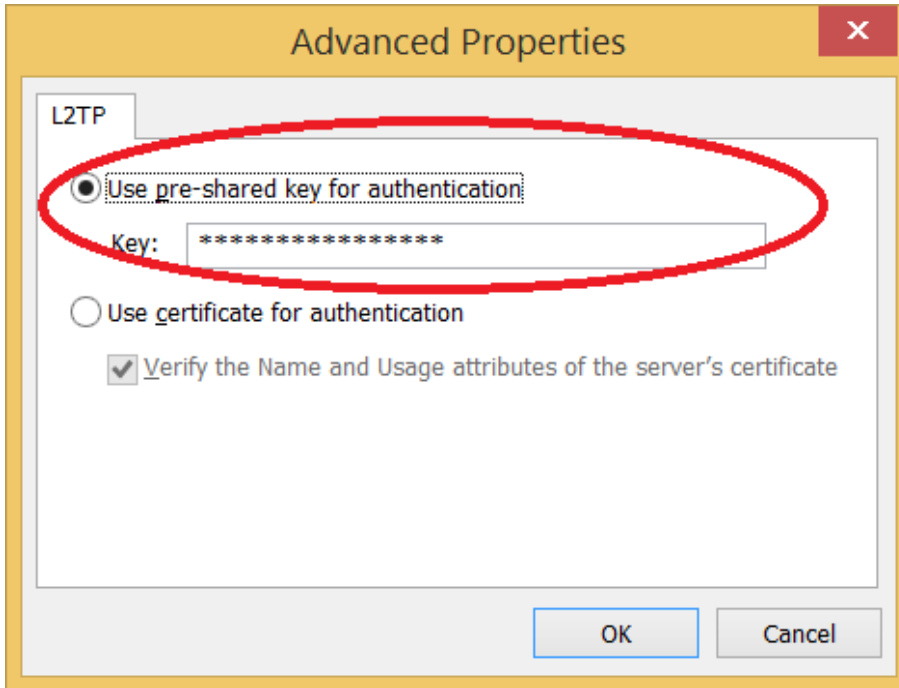 Advanced Properties
L2TP
Use pre-shared key for authentication
Key: ****************
Use certificate for authentication
Verify the Name and Usage attributes of the server's certificate
OK Cancel